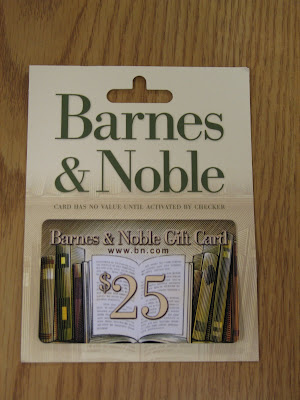 Barnes
& Noble
CARD HAS NO VALUE UNTIL ACTIVATED BY CHECKER
Barnes & Noble Gift Card
www.bn.com
$25